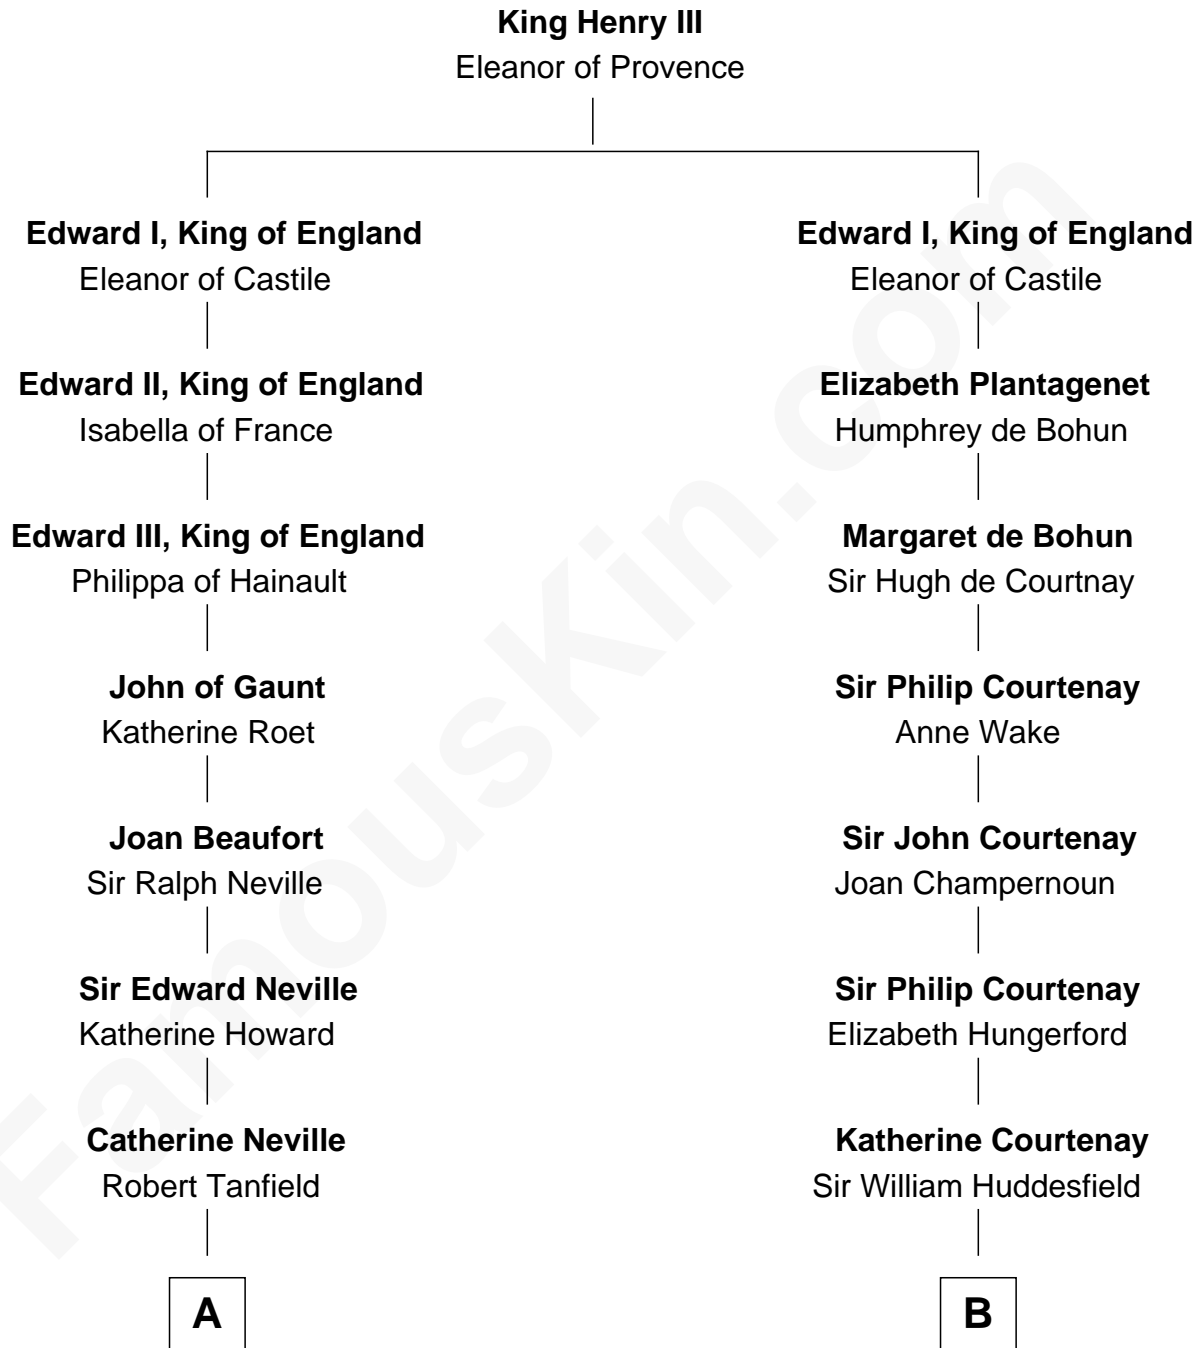 King Henry III
Eleanor of Provence
Edward I, King of England
Eleanor of Castile
Edward II, King of England
Isabella of France
Edward III, King of England
Philippa of Hainault
John of Gaunt
Katherine Roet
Joan Beaufort
Sir Ralph Neville
Sir Edward Neville
Katherine Howard
Catherine Neville
Robert Tanfield
A
Edward I, King of England
Eleanor of Castile
Elizabeth Plantagenet
Humphrey de Bohun
Margaret de Bohun
Sir Hugh de Courtnay
Sir Philip Courtenay
Anne Wake
Sir John Courtenay
Joan Champernoun
Sir Philip Courtenay
Elizabeth Hungerford
Katherine Courtenay
Sir William Huddesfield
B
FamousKin.com